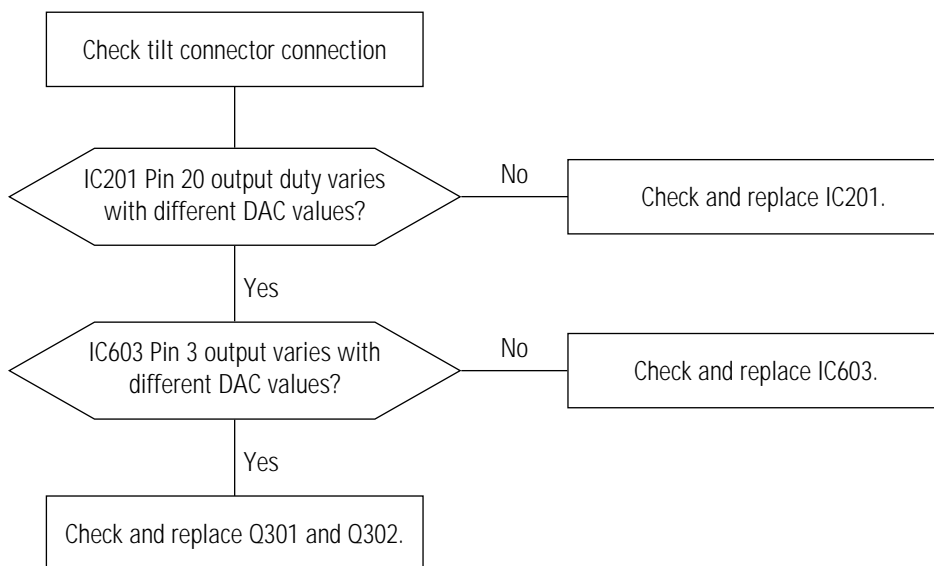 Check tilt connector connection
IC201 Pin 20 output duty varies
with different DAC values?
No
Check and replace IC201.
Yes
IC603 Pin 3 output varies with
different DAC values?
No
Check and replace IC603.
Yes
Check and replace Q301 and Q302.